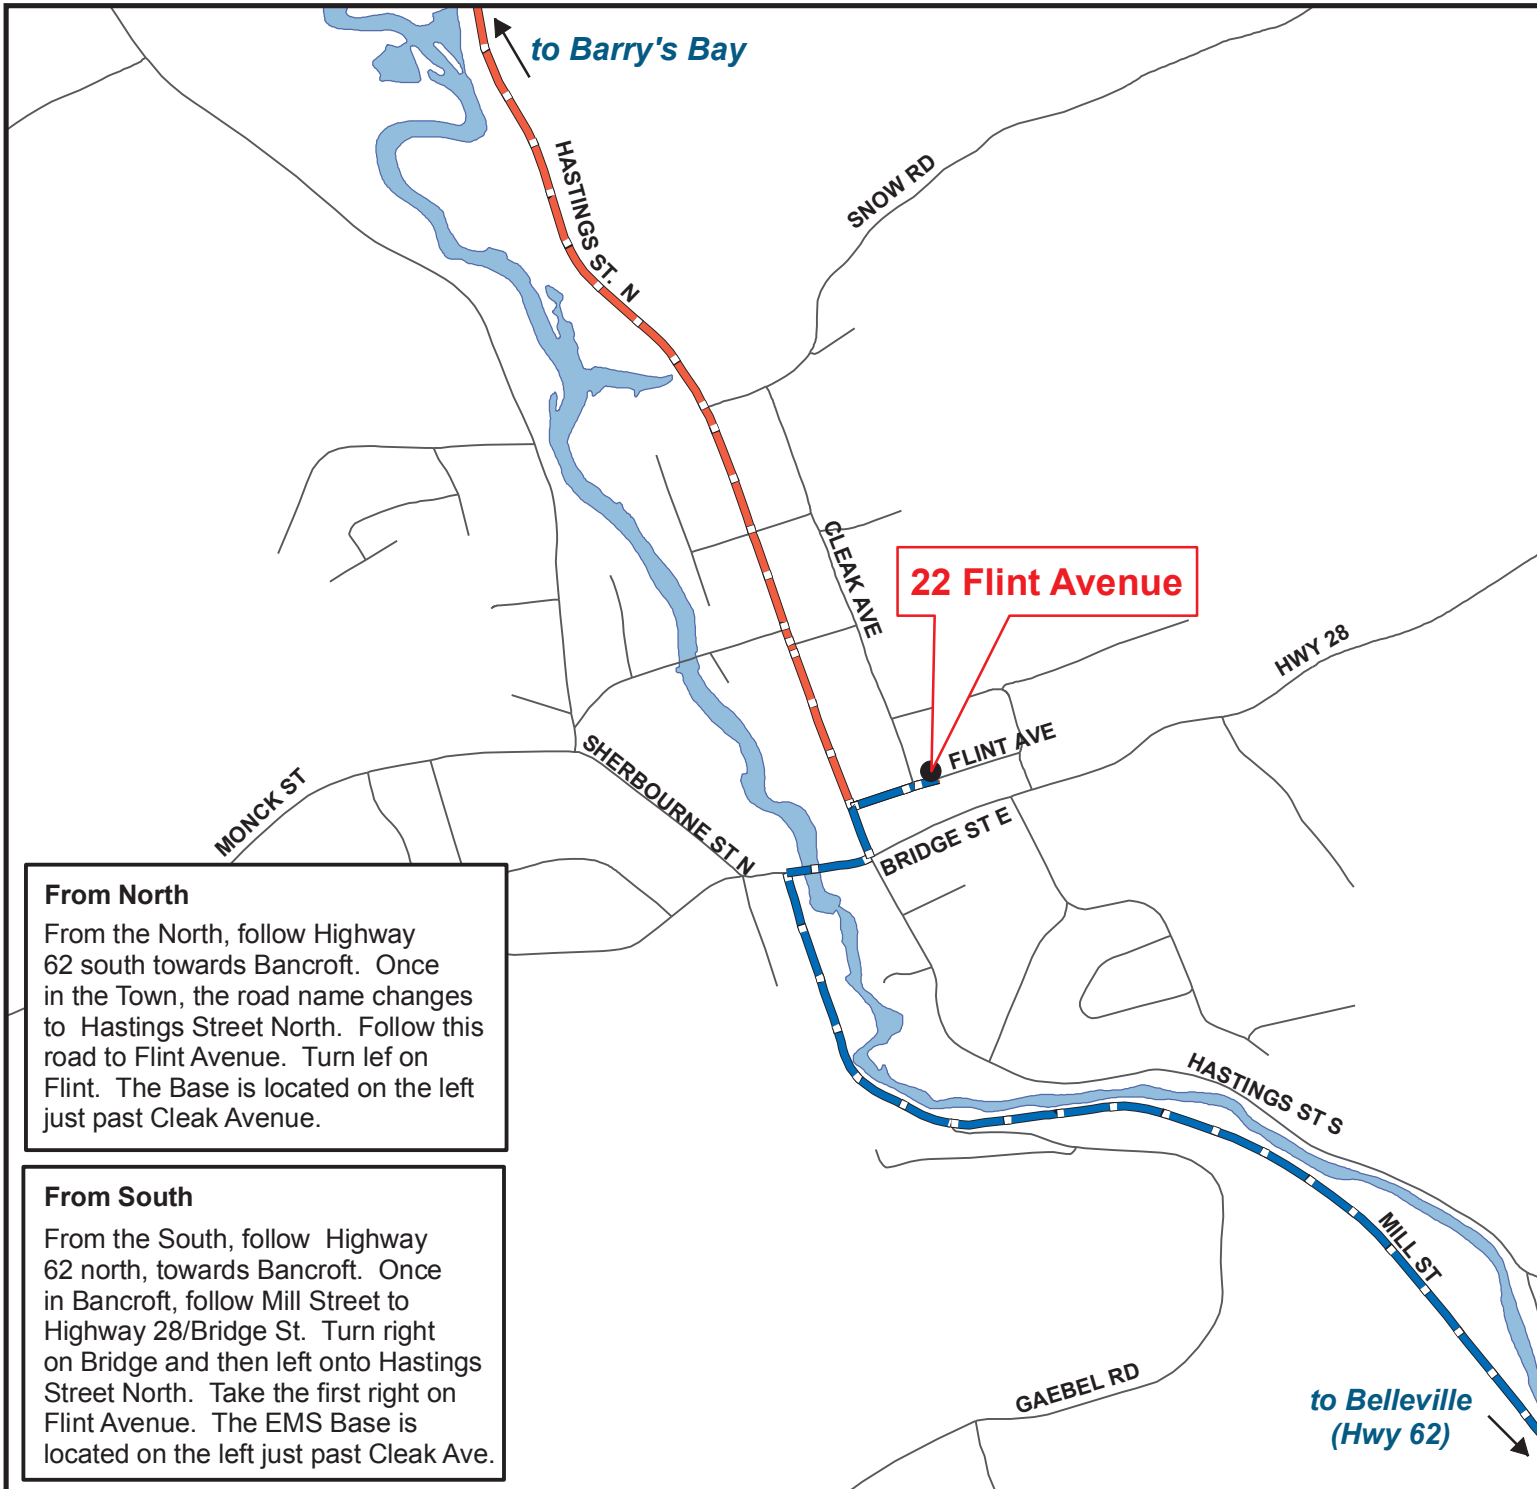 to Barry's Bay
HASTINGS ST. N
SNOW RD
CLEAK AVE
22 Flint Avenue
HWY 28
FLINT AVE
SHERBOURNE ST N
MONCK ST
BRIDGE ST E
From North
From the North, follow Highway
62 south towards Bancroft. Once
in the Town, the road name changes
to Hastings Street North. Follow this
road to Flint Avenue. Turn lef on
Flint. The Base is located on the left
just past Cleak Avenue.
HASTINGS ST S
From South
From the South, follow Highway
62 north, towards Bancroft. Once
in Bancroft, follow Mill Street to
Highway 28/Bridge St. Turn right
on Bridge and then left onto Hastings
Street North. Take the first right on
Flint Avenue. The EMS Base is
located on the left just past Cleak Ave.
MILL ST
GAEBEL RD
to Belleville
(Hwy 62)